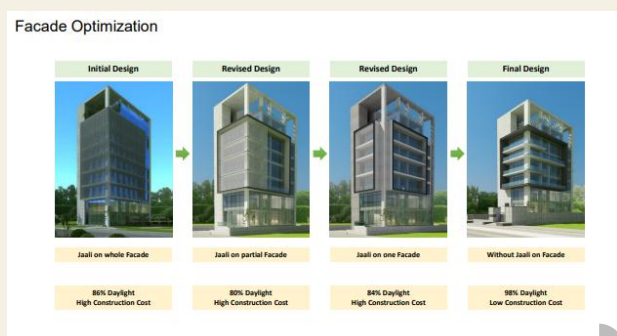 Facade Optimization
Initial Design
Revised Design
Revised Design
Final Design
Jaali on whole Facade
Jaali on partial Facade
Jaali on one Facade
Without Jaali on Facade
86% Daylight
High Construction Cost
80% Daylight
High Construction Cost
84% Daylight
High Construction Cost
98% Daylight
Low Construction Cost